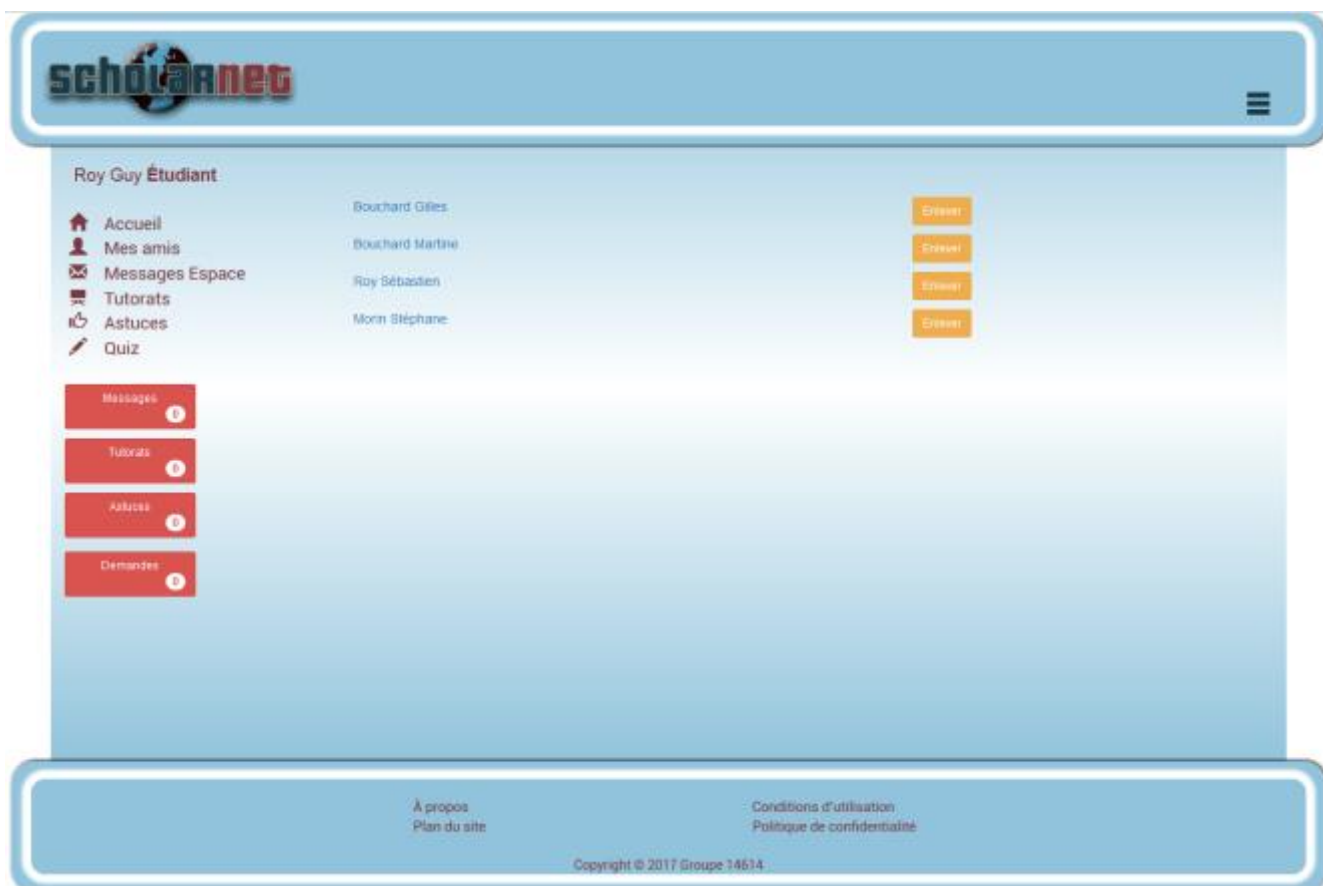 scholarnet
Roy Guy Étudiant
Accueil
Mes amis
Messages Espace
Tutorats
Astuces
Quiz
Bouchard Gilles Enlever
Bouchard Martine Enlever
Roy Sébastien Enlever
Morin Stéphane Enlever
Messages 0
Tutorats 0
Astuces 0
Demandes 0
À propos
Plan du site
Conditions d'utilisation
Politique de confidentialité
Copyright © 2017 Groupe 14614